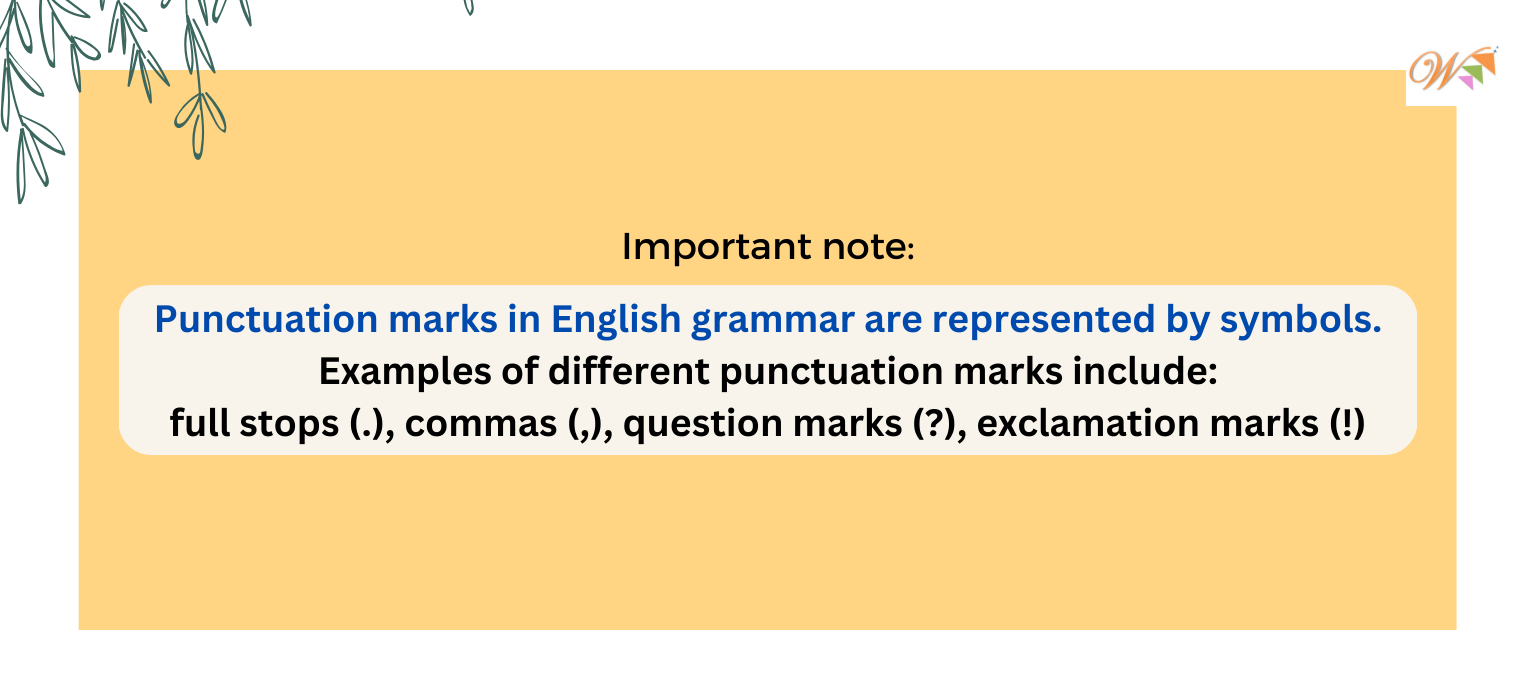 W
Important note:
Punctuation marks in English grammar are represented by symbols.
Examples of different punctuation marks include:
full stops (.), commas (,), question marks (?), exclamation marks (!)